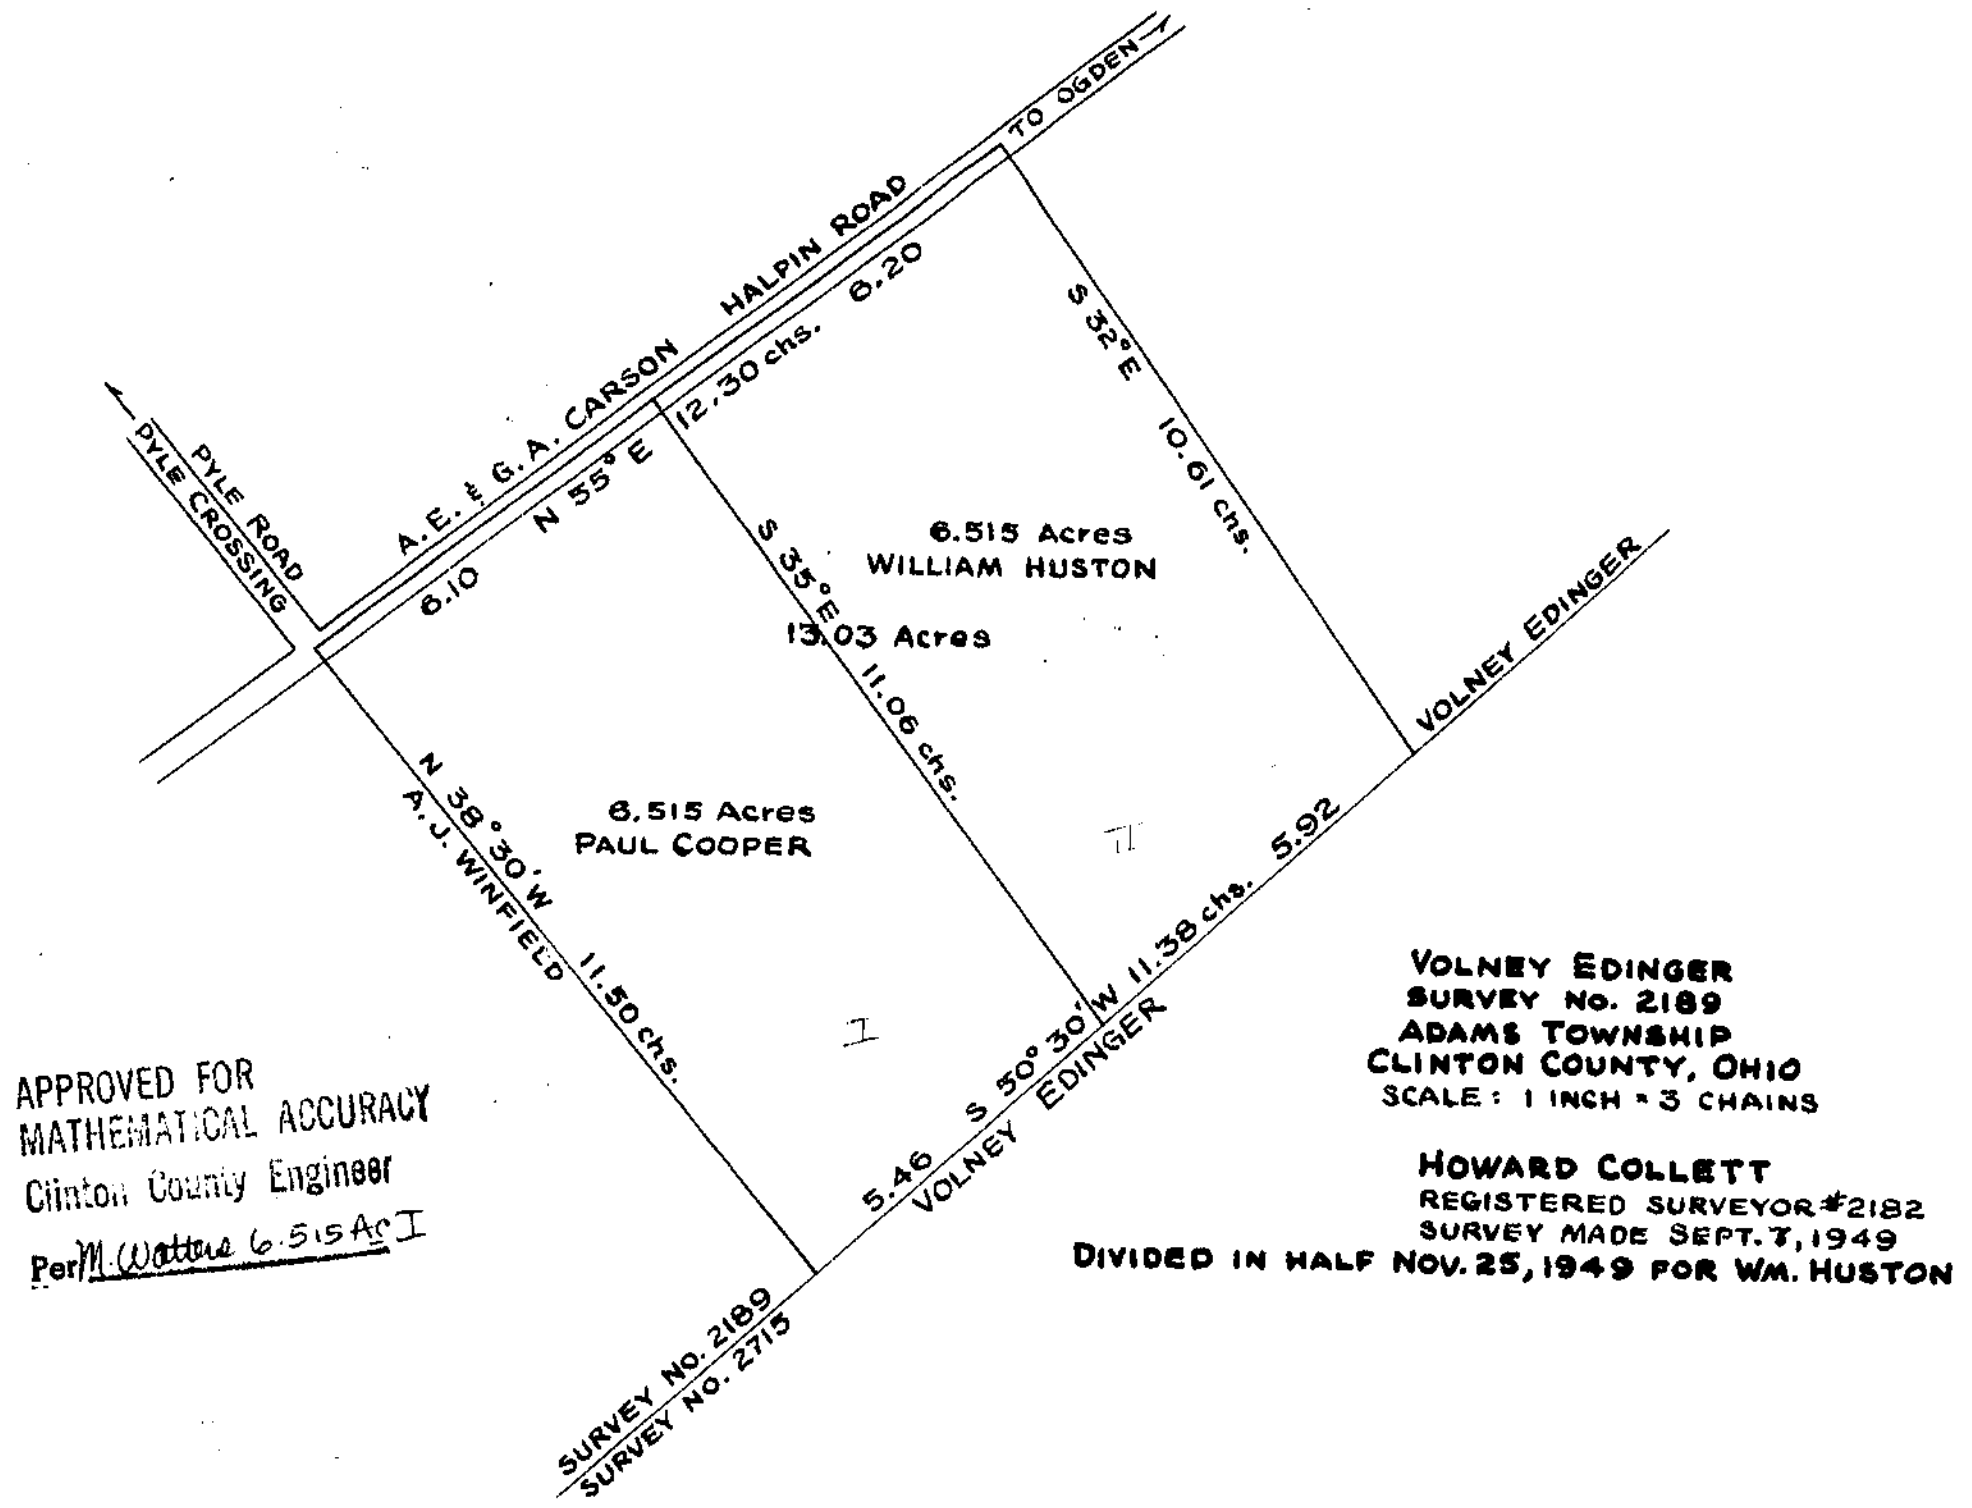 TO OGDEN
HALPIN ROAD
A. E. & G. A. CARSON
6.20
12.30 chs.
N 55° E
6.10
PYLE ROAD
PYLE CROSSING
S 32° E 10.61 chs.
S 35° E 11.06 chs.
6.515 Acres
WILLIAM HUSTON
13.03 Acres
VOLNEY EDINGER
N 38° 30' W 11.50 chs.
A. J. WINFIELD
6.515 Acres
PAUL COOPER
II
I
5.92
S 50° 30' W 11.38 chs.
5.46
VOLNEY EDINGER
SURVEY No. 2189
SURVEY No. 2715
VOLNEY EDINGER
SURVEY No. 2189
ADAMS TOWNSHIP
CLINTON COUNTY, OHIO
SCALE: 1 INCH = 3 CHAINS
HOWARD COLLETT
REGISTERED SURVEYOR #2182
SURVEY MADE SEPT. 7, 1949
DIVIDED IN HALF NOV. 25, 1949 FOR WM. HUSTON
APPROVED FOR
MATHEMATICAL ACCURACY
Clinton County Engineer
Per M. Watters 6.515 Ac I